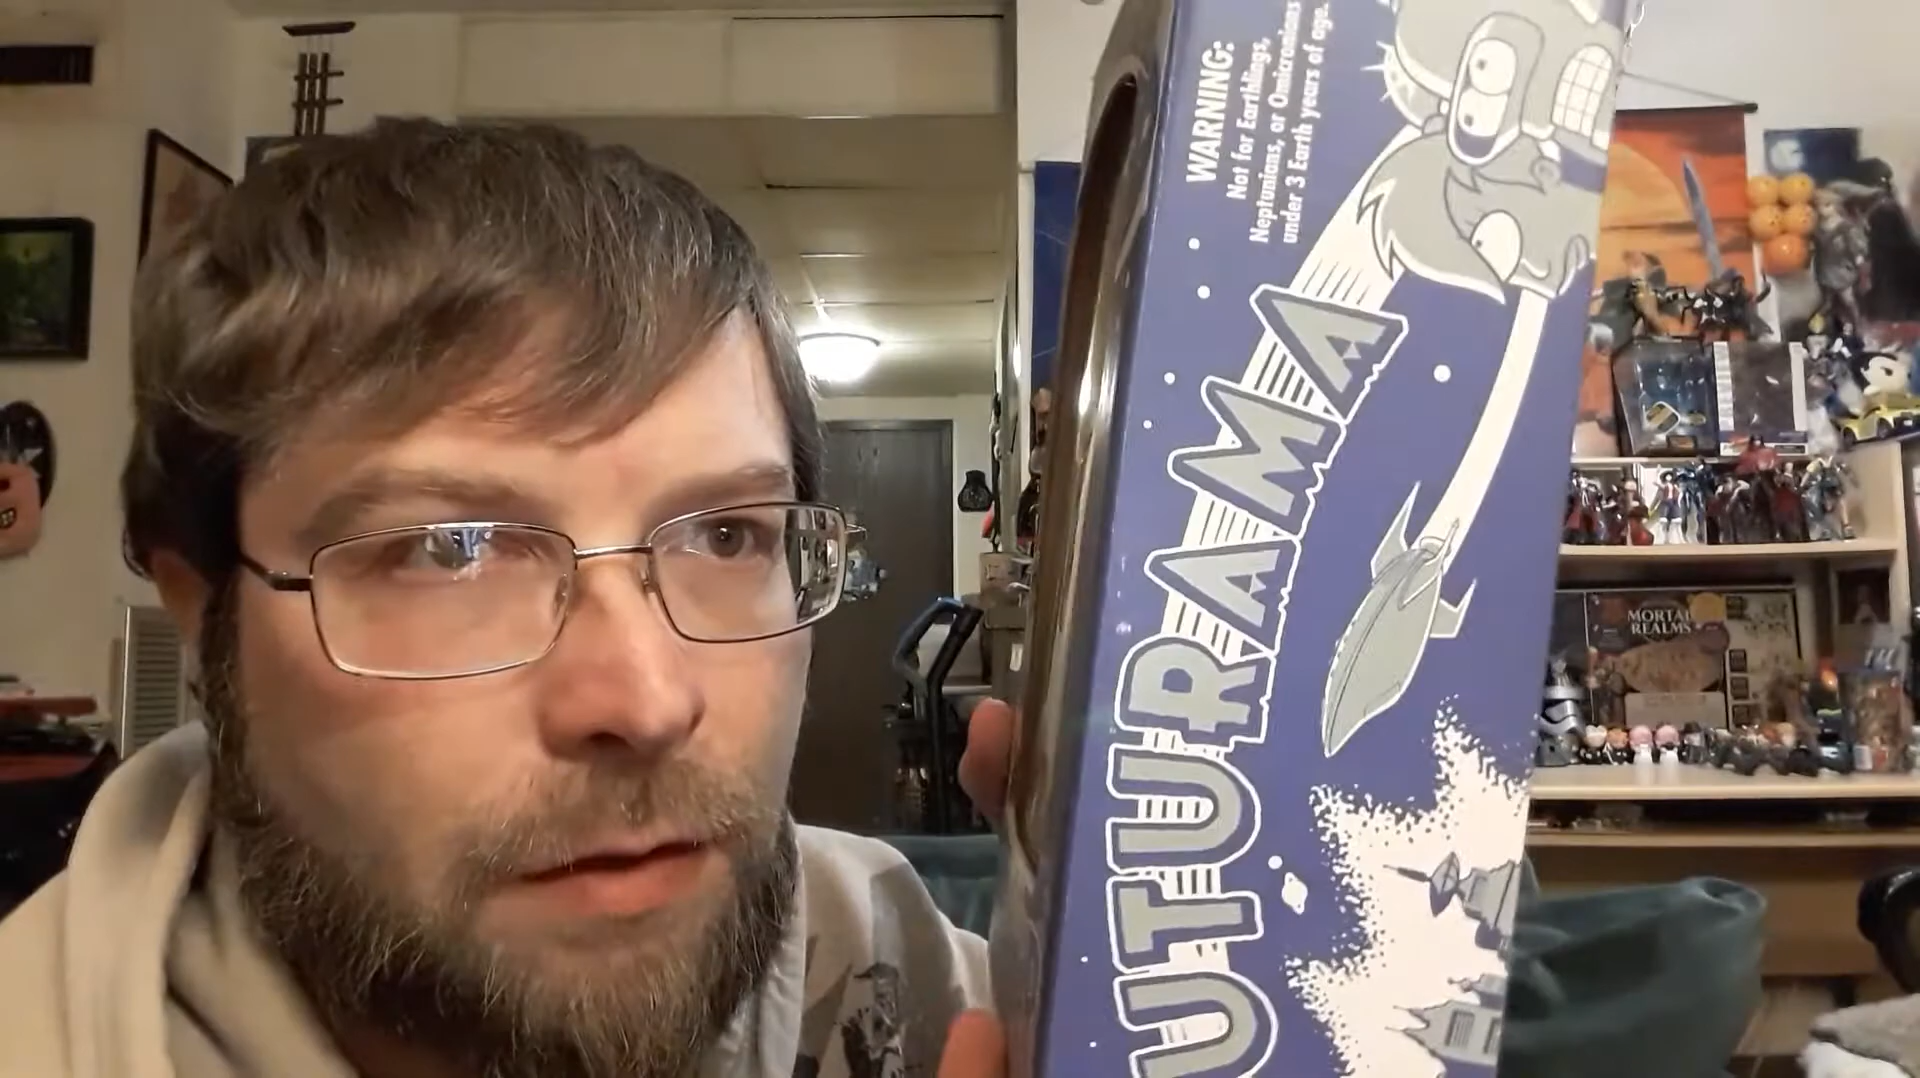 WARNING:
Not for Earthlings,
Neptunians, or Omicronians
under 3 Earth years of age.
UTURAMA
MORTAL
REALMS